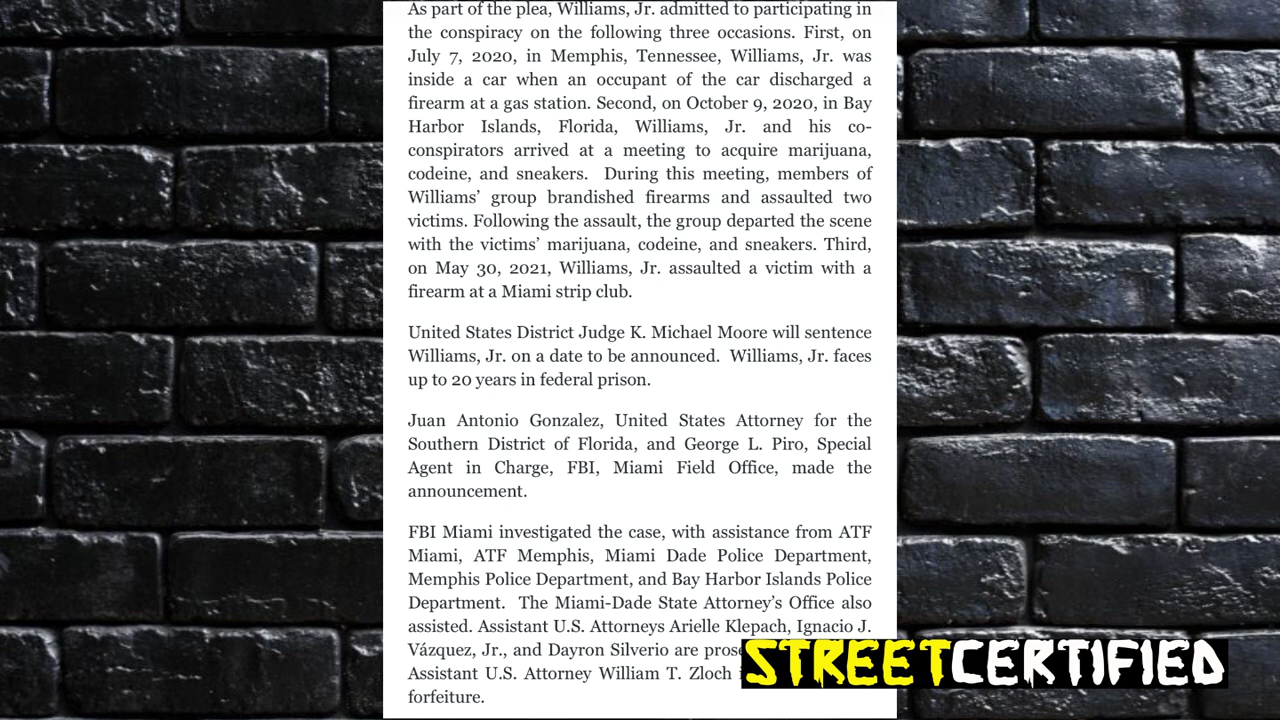 As part of the plea, Williams, Jr. admitted to participating in
the conspiracy on the following three occasions. First, on
July 7, 2020, in Memphis, Tennessee, Williams, Jr. was
inside a car when an occupant of the car discharged a
firearm at a gas station. Second, on October 9, 2020, in Bay
Harbor Islands, Florida, Williams, Jr. and his co-
conspirators arrived at a meeting to acquire marijuana,
codeine, and sneakers.  During this meeting, members of
Williams’ group brandished firearms and assaulted two
victims. Following the assault, the group departed the scene
with the victims’ marijuana, codeine, and sneakers. Third,
on May 30, 2021, Williams, Jr. assaulted a victim with a
firearm at a Miami strip club.
United States District Judge K. Michael Moore will sentence
Williams, Jr. on a date to be announced.  Williams, Jr. faces
up to 20 years in federal prison.
Juan Antonio Gonzalez, United States Attorney for the
Southern District of Florida, and George L. Piro, Special
Agent in Charge, FBI, Miami Field Office, made the
announcement.
FBI Miami investigated the case, with assistance from ATF
Miami, ATF Memphis, Miami Dade Police Department,
Memphis Police Department, and Bay Harbor Islands Police
Department.  The Miami-Dade State Attorney’s Office also
assisted. Assistant U.S. Attorneys Arielle Klepach, Ignacio J.
Vázquez, Jr., and Dayron Silverio are
Assistant U.S. Attorney William T. Zloch
forfeiture.
STREETCERTIFIED